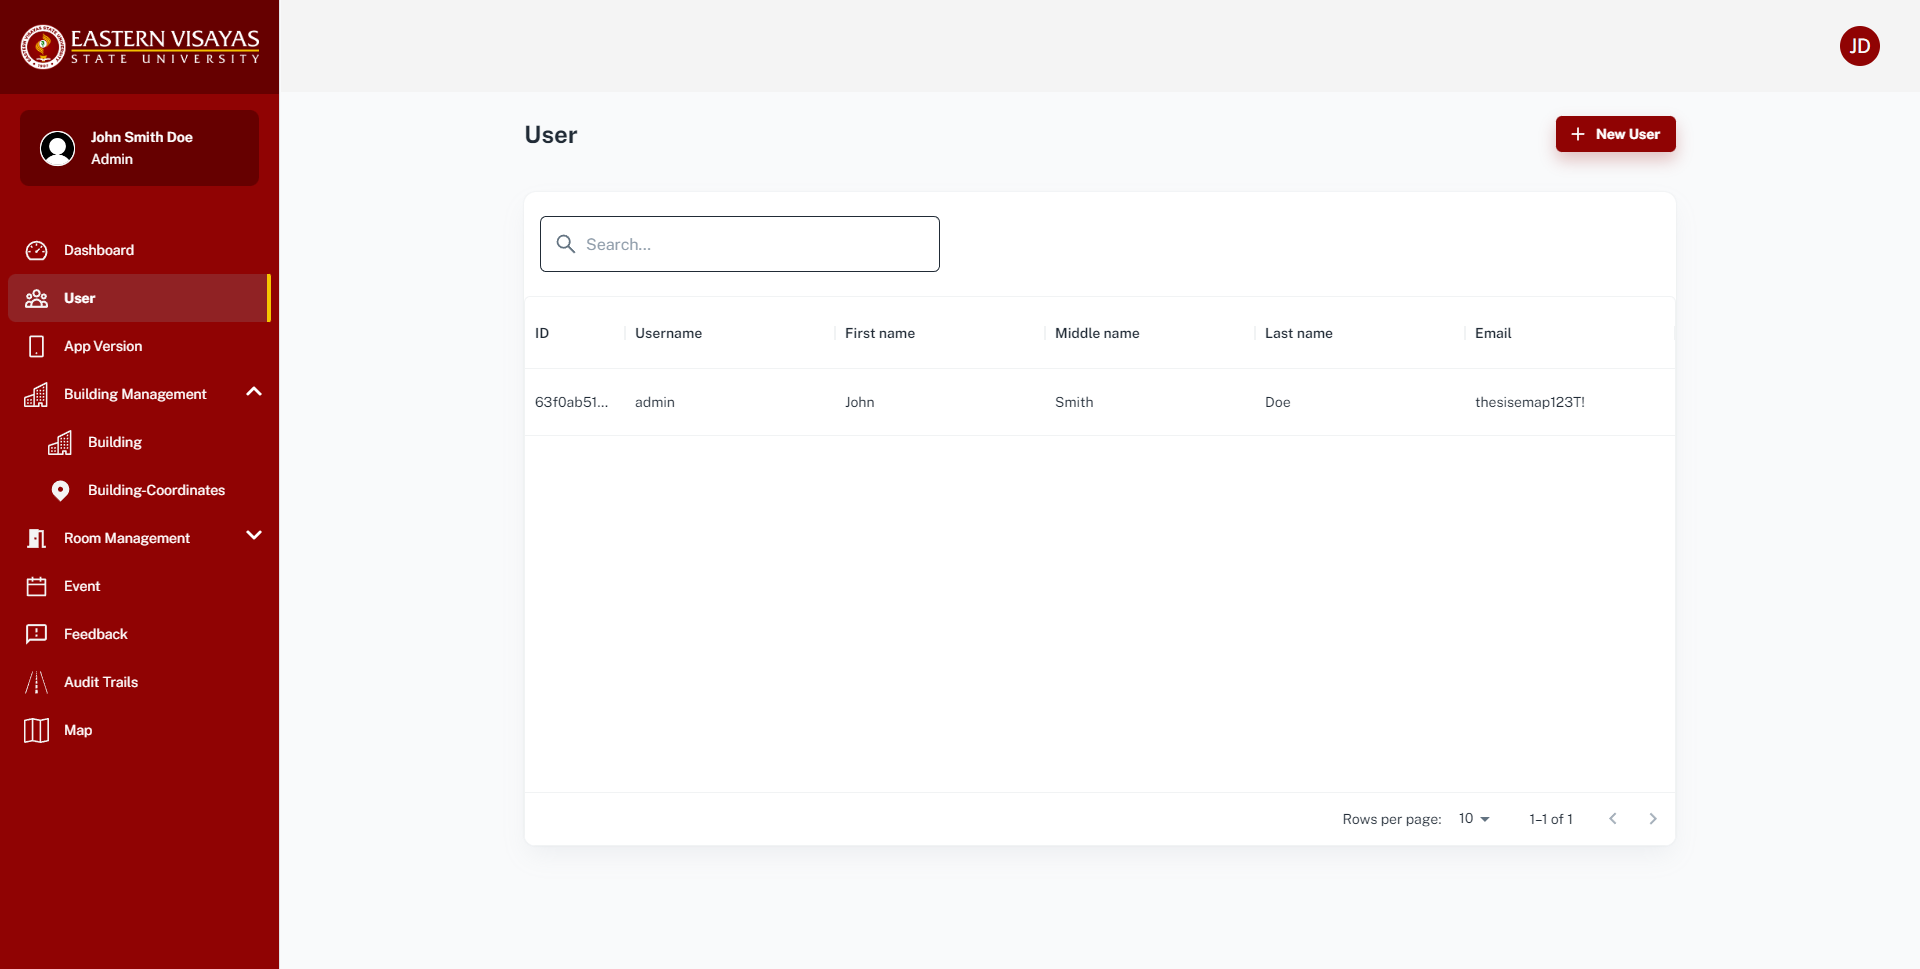 EASTERN VISAYAS
STATE UNIVERSITY
JD
John Smith Doe
Admin
Dashboard
User
App Version
Building Management
Building
Building-Coordinates
Room Management
Event
Feedback
Audit Trails
Map
User
New User
Search...
ID Username First name Middle name Last name Email
63f0ab51... admin John Smith Doe thesisemap123T!
Rows per page: 10 1–1 of 1